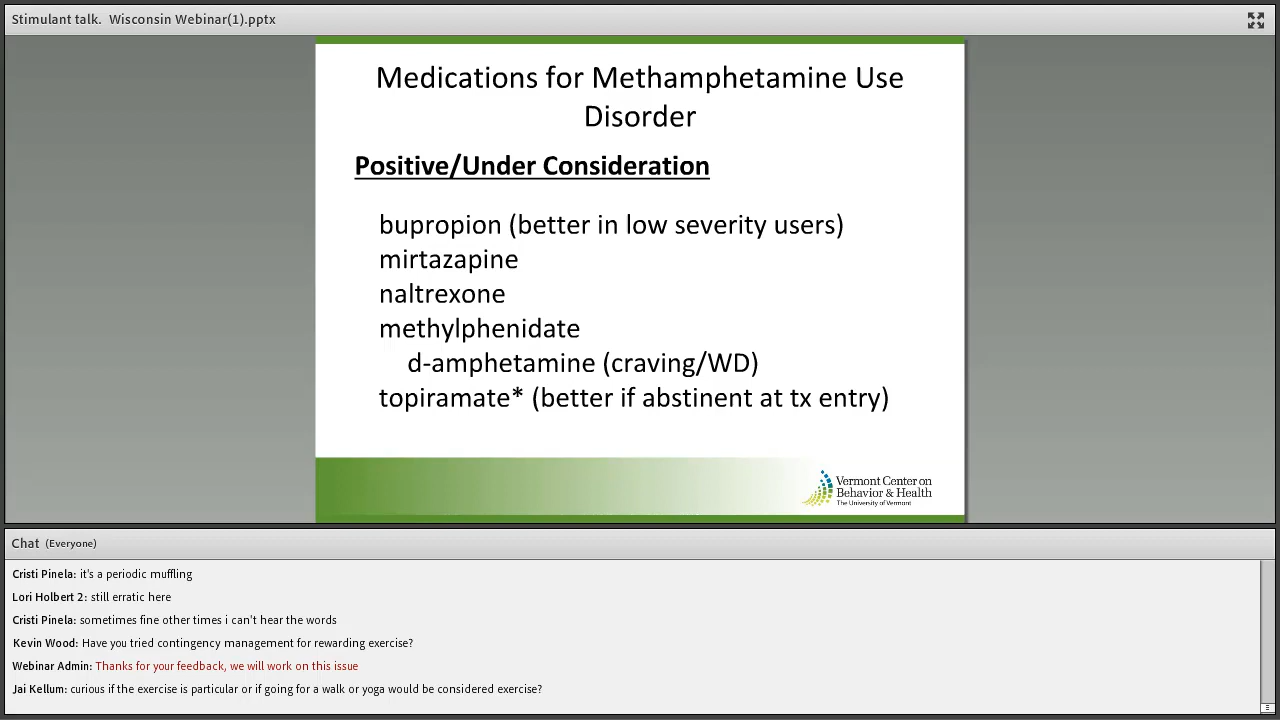 Stimulant talk.  Wisconsin Webinar(1).pptx
Medications for Methamphetamine Use
Disorder
Positive/Under Consideration
bupropion (better in low severity users)
mirtazapine
naltrexone
methylphenidate
d-amphetamine (craving/WD)
topiramate* (better if abstinent at tx entry)
Vermont Center on
Behavior & Health
The University of Vermont
Chat (Everyone)
Cristi Pinela: it's a periodic muffling
Lori Holbert 2: still erratic here
Cristi Pinela: sometimes fine other times i can't hear the words
Kevin Wood: Have you tried contingency management for rewarding exercise?
Webinar Admin: Thanks for your feedback, we will work on this issue
Jai Kellum: curious if the exercise is particular or if going for a walk or yoga would be considered exercise?